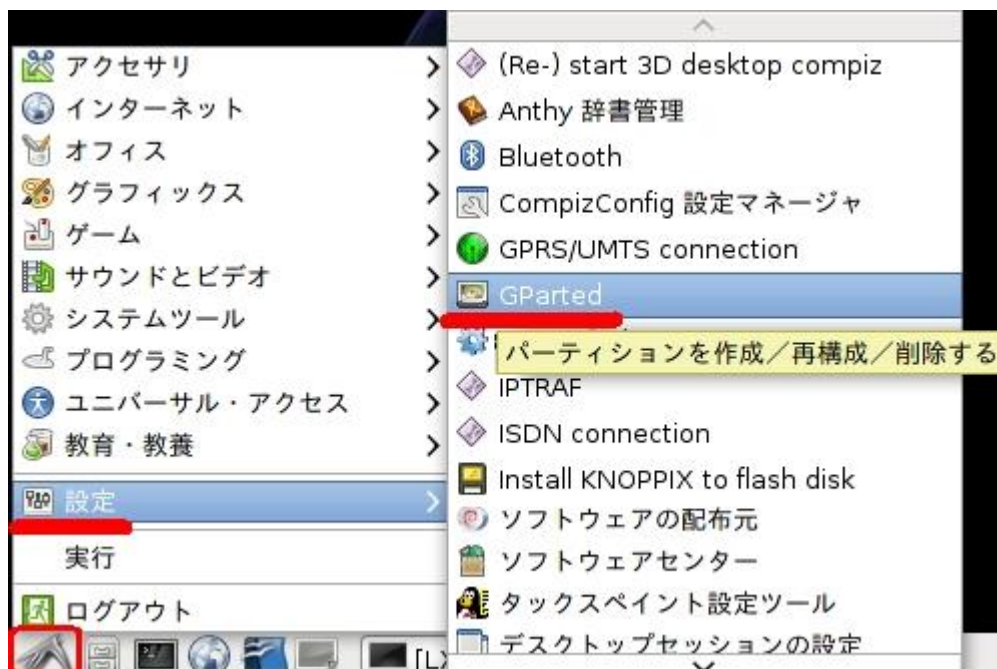 アクセサリ
インターネット
オフィス
グラフィックス
ゲーム
サウンドとビデオ
システムツール
プログラミング
ユニバーサル・アクセス
教育・教養
設定
実行
ログアウト
(Re-) start 3D desktop compiz
Anthy 辞書管理
Bluetooth
CompizConfig 設定マネージャ
GPRS/UMTS connection
GParted
パーティションを作成／再構成／削除する
IPTRAF
ISDN connection
Install KNOPPIX to flash disk
ソフトウェアの配布元
ソフトウェアセンター
タックスペイント設定ツール
デスクトップセッションの設定